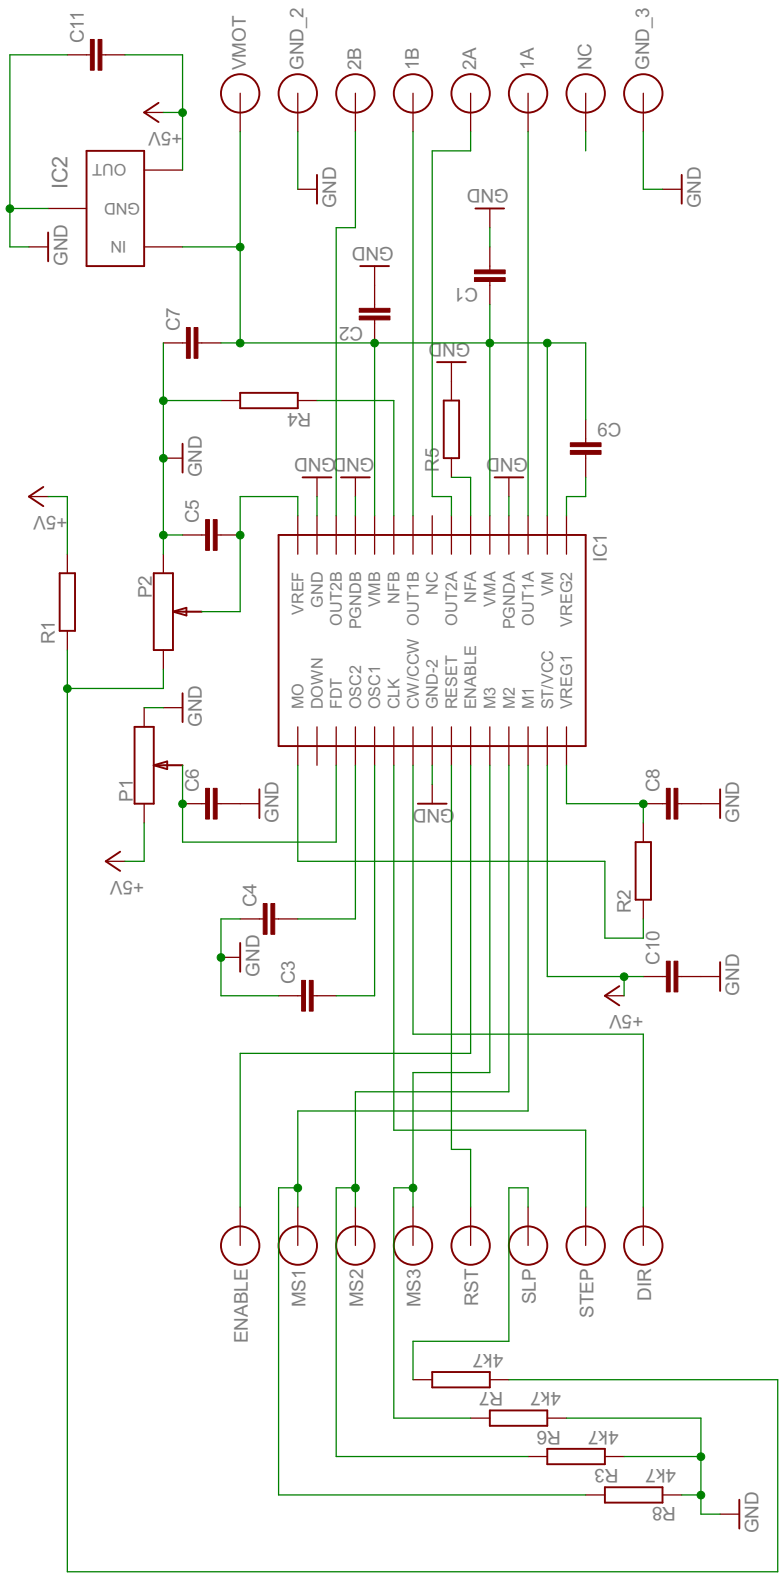 C11
VMOT
GND_2
2B
1B
2A
1A
NC
GND_3
+5V
IC2
OUT
GND
IN
GND
GND
GND
GND
C1
GND
C7
C2
GND
R4
R5
C9
GND
+5V
C5
GND
GND
GND
IC1
R1
P2
VREF
GND
OUT2B
PGNDB
VMB
NFB
OUT1B
NC
OUT2A
NFA
VMA
PGNDA
OUT1A
VM
VREG2
MO
DOWN
FDT
OSC2
OSC1
CLK
CW/CCW
GND-2
RESET
ENABLE
M3
M2
M1
ST/VCC
VREG1
GND
P1
C6
GND
GND
C8
GND
+5V
C4
R2
GND
C3
C10
GND
+5V
ENABLE
MS1
MS2
MS3
RST
SLP
STEP
DIR
4k7
R7
4k7
R6
4k7
R3
4k7
R8
GND